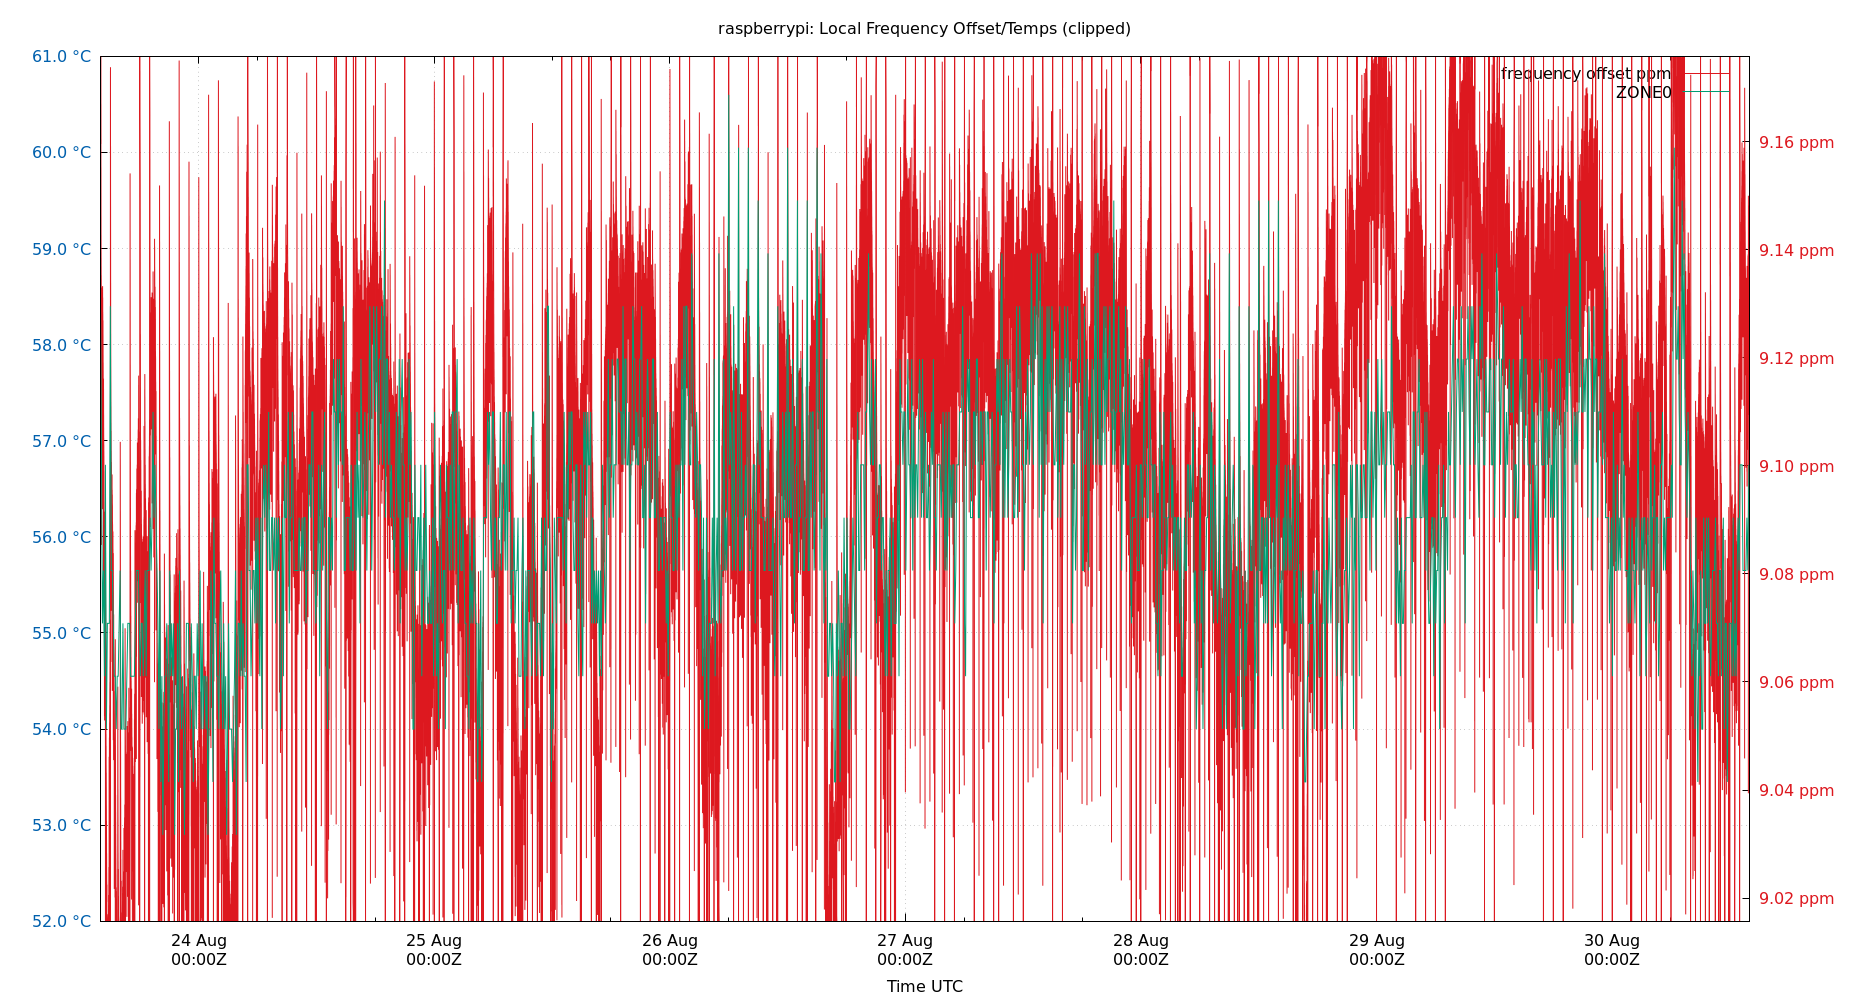 raspberrypi: Local Frequency Offset/Temps (clipped)
frequency offset ppm
ZONE0
61.0 °C
60.0 °C
59.0 °C
58.0 °C
57.0 °C
56.0 °C
55.0 °C
54.0 °C
53.0 °C
52.0 °C
9.16 ppm
9.14 ppm
9.12 ppm
9.10 ppm
9.08 ppm
9.06 ppm
9.04 ppm
9.02 ppm
24 Aug 25 Aug 26 Aug 27 Aug 28 Aug 29 Aug 30 Aug
00:00Z 00:00Z 00:00Z 00:00Z 00:00Z 00:00Z 00:00Z
Time UTC